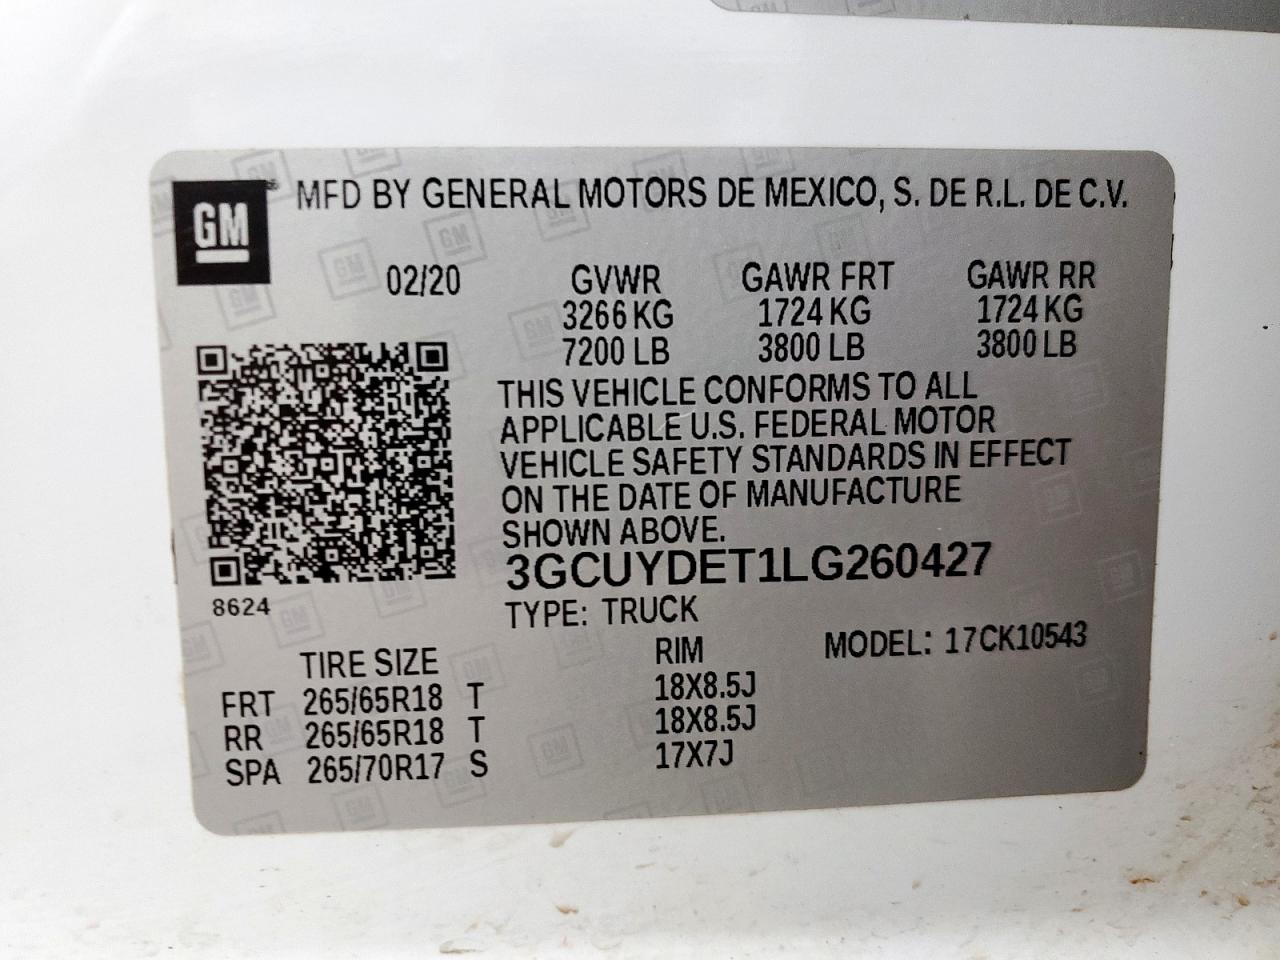 GM® MFD BY GENERAL MOTORS DE MEXICO, S. DE R.L. DE C.V.
02/20 GVWR GAWR FRT GAWR RR
3266 KG 1724 KG 1724 KG
7200 LB 3800 LB 3800 LB
THIS VEHICLE CONFORMS TO ALL
APPLICABLE U.S. FEDERAL MOTOR
VEHICLE SAFETY STANDARDS IN EFFECT
ON THE DATE OF MANUFACTURE
SHOWN ABOVE.
3GCUYDET1LG260427
8624
TYPE: TRUCK
TIRE SIZE RIM MODEL: 17CK10543
FRT 265/65R18 T 18X8.5J
RR 265/65R18 T 18X8.5J
SPA 265/70R17 S 17X7J